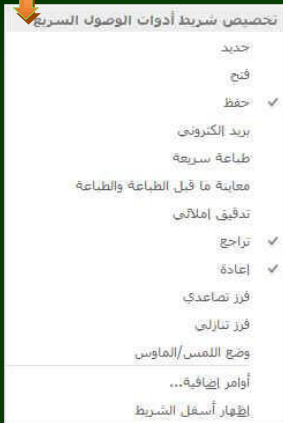 تخصيص شريط أدوات الوصول السريع
جديد
فتح
حفظ
بريد إلكتروني
طباعة سريعة
معاينة ما قبل الطباعة والطباعة
تدقيق إملائي
تراجع
إعادة
فرز تصاعدي
فرز تنازلي
وضع اللمس/الماوس
أوامر إضافية...
إظهار أسفل الشريط